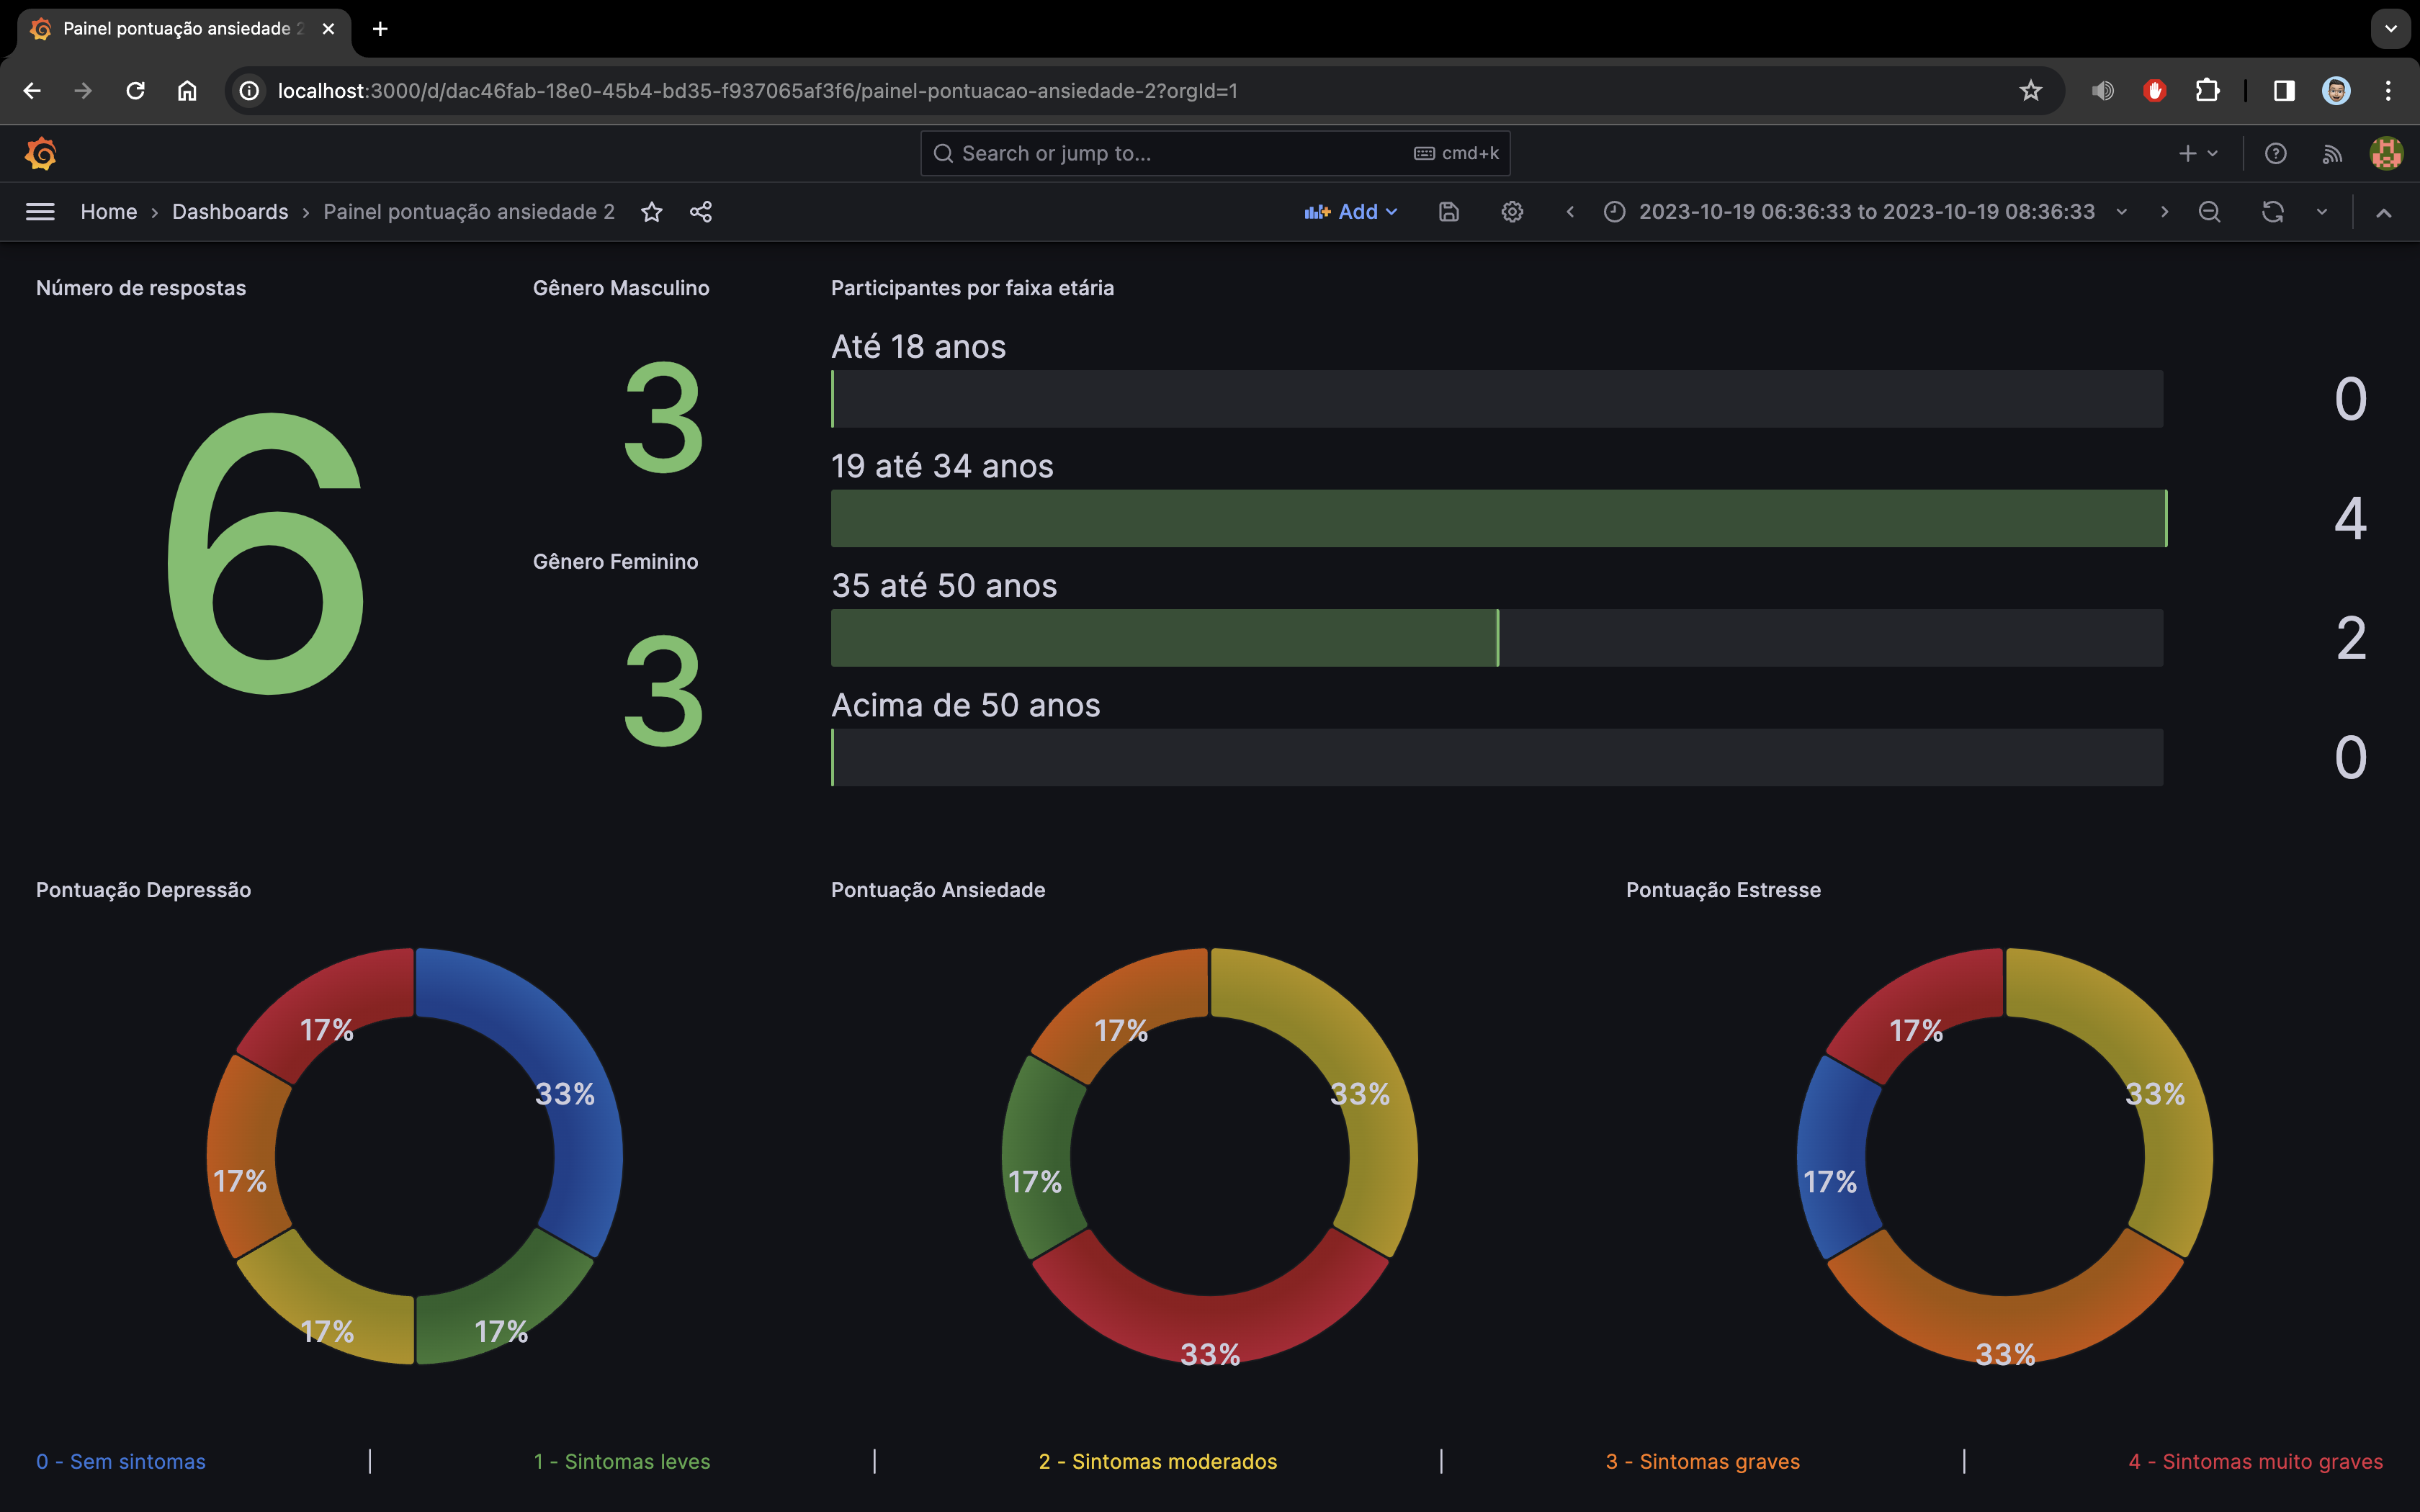 Painel pontuação ansiedade 2
localhost:3000/d/dac46fab-18e0-45b4-bd35-f937065af3f6/painel-pontuacao-ansiedade-2?orgId=1
Search or jump to...
cmd+k
Home › Dashboards › Painel pontuação ansiedade 2
Add
2023-10-19 06:36:33 to 2023-10-19 08:36:33
Número de respostas
6
Gênero Masculino
3
Gênero Feminino
3
Participantes por faixa etária
Até 18 anos
0
19 até 34 anos
4
35 até 50 anos
2
Acima de 50 anos
0
Pontuação Depressão
17%
33%
17%
17%
17%
Pontuação Ansiedade
17%
33%
17%
33%
Pontuação Estresse
17%
33%
17%
33%
0 - Sem sintomas | 1 - Sintomas leves | 2 - Sintomas moderados | 3 - Sintomas graves | 4 - Sintomas muito graves